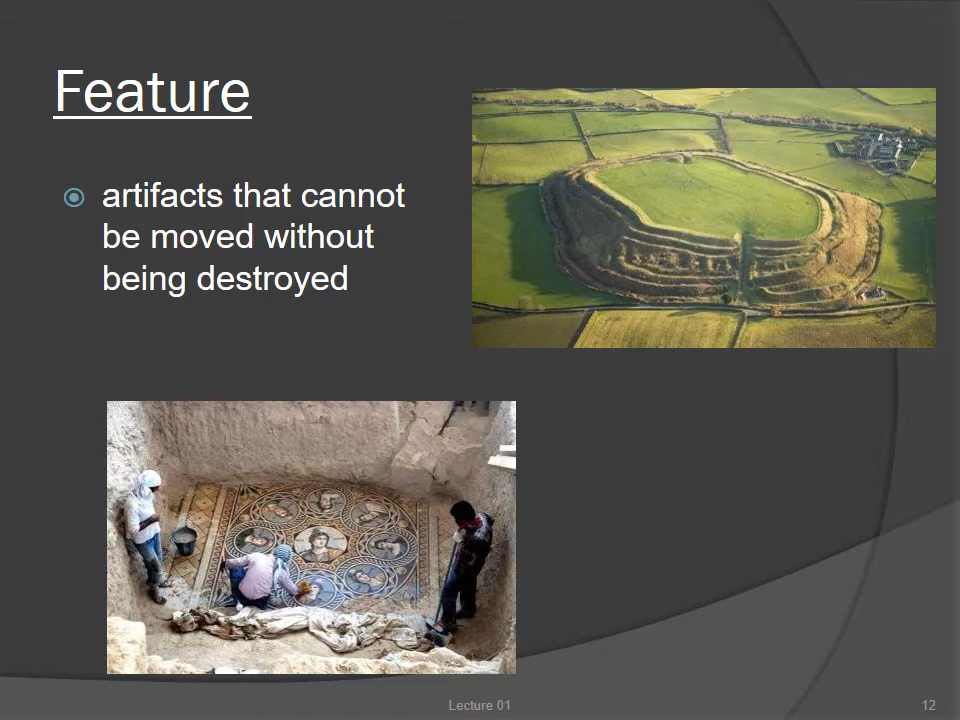 Feature
artifacts that cannot
be moved without
being destroyed
Lecture 01
12